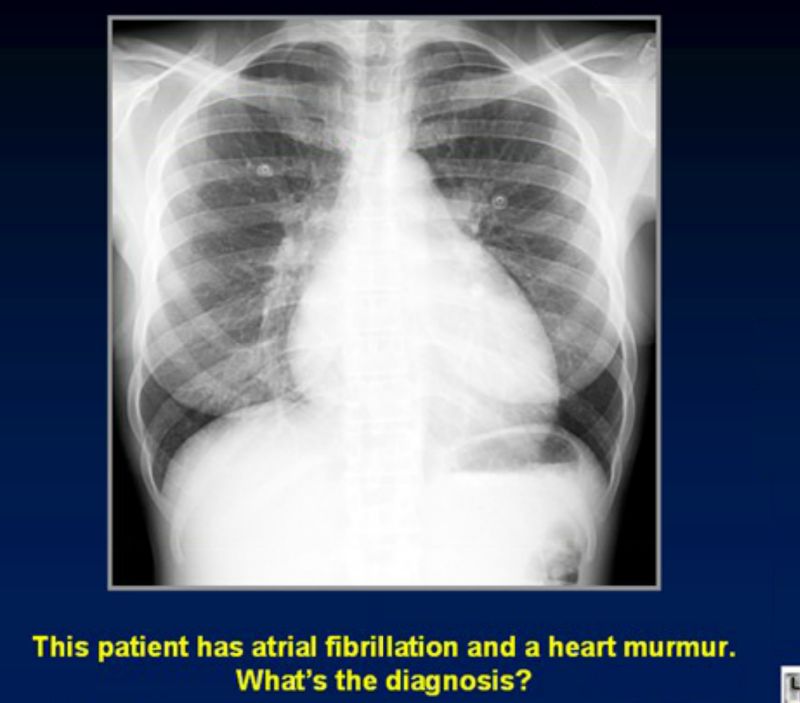 This patient has atrial fibrillation and a heart murmur.
What's the diagnosis?